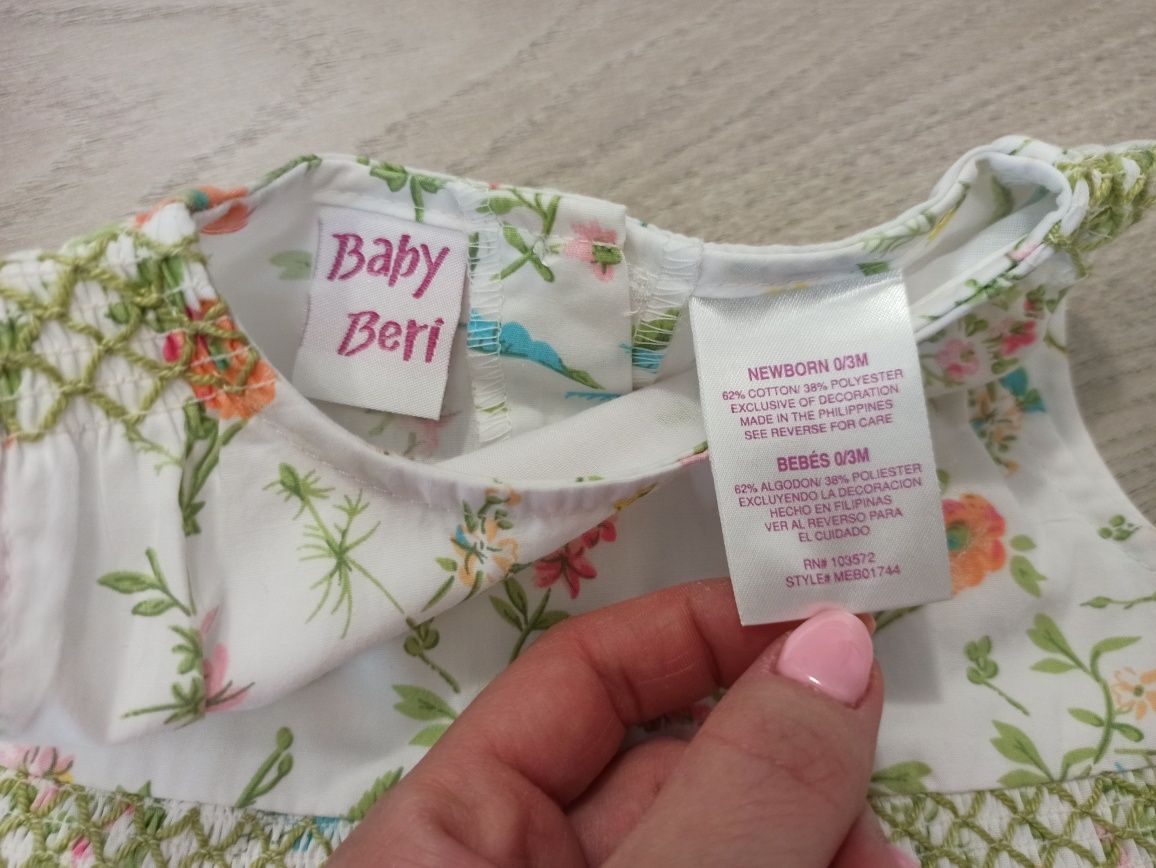 Baby
Beri
NEWBORN 0/3M
62% COTTON/ 38% POLYESTER
EXCLUSIVE OF DECORATION
MADE IN THE PHILIPPINES
SEE REVERSE FOR CARE
BEBÉS 0/3M
62% ALGODON/ 38% POLIESTER
EXCLUYENDO LA DECORACION
HECHO EN FILIPINAS
VER AL REVERSO PARA
EL CUIDADO
RN# 103572
STYLE# MEB01744